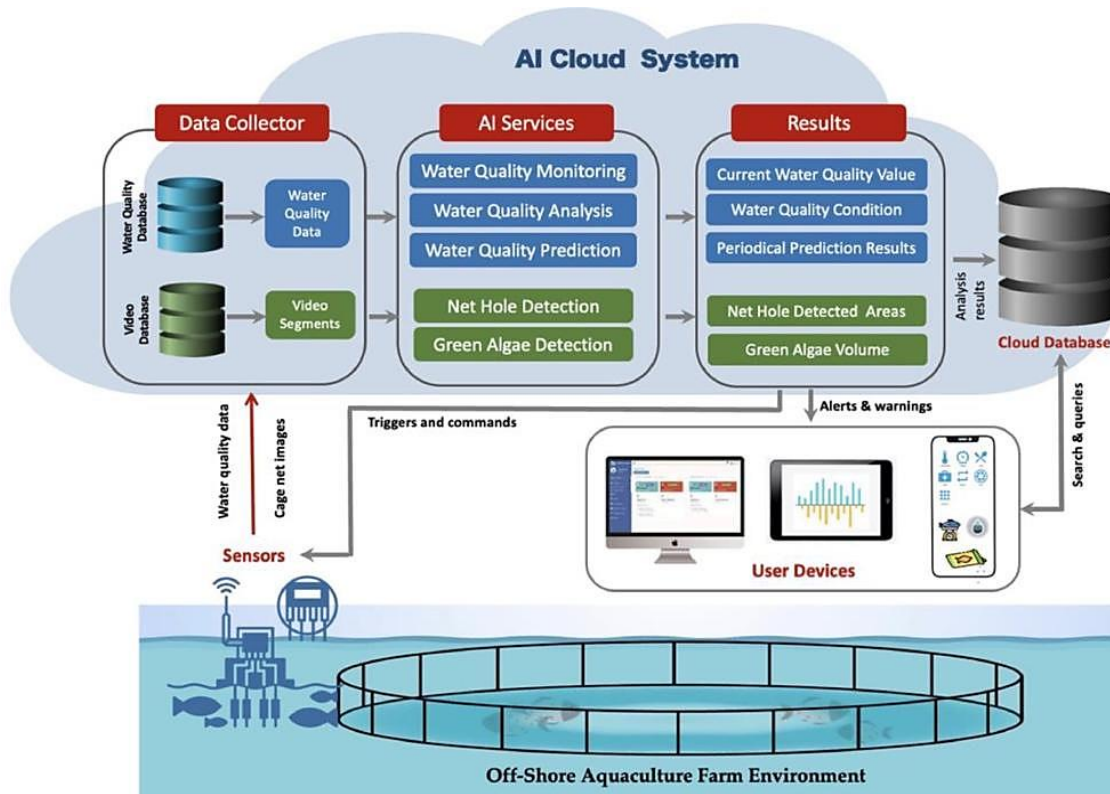 AI Cloud System
Data Collector
AI Services
Results
Water Quality
Database
Water
Quality
Data
Water Quality Monitoring
Water Quality Analysis
Water Quality Prediction
Current Water Quality Value
Water Quality Condition
Periodical Prediction Results
Video
Database
Video
Segments
Net Hole Detection
Green Algae Detection
Net Hole Detected Areas
Green Algae Volume
Analysis
results
Cloud Database
Water quality data
Cage net images
Triggers and commands
Alerts & warnings
Search & queries
Sensors
User Devices
Off-Shore Aquaculture Farm Environment